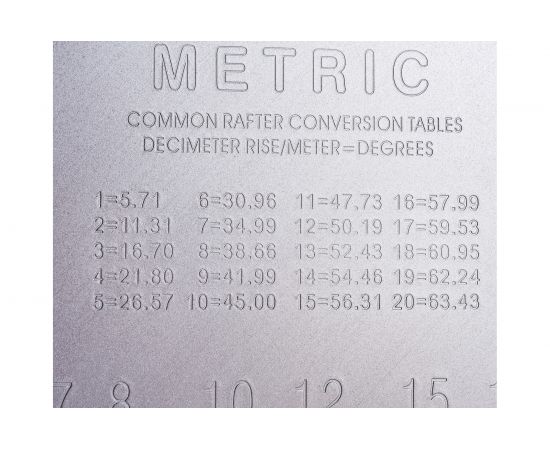 METRIC
COMMON RAFTER CONVERSION TABLES
DECIMETER RISE/METER=DEGREES
1=5.71 6=30.96 11=47.73 16=57.99
2=11.31 7=34.99 12=50.19 17=59.53
3=16.70 8=38.66 13=52.43 18=60.95
4=21.80 9=41.99 14=54.46 19=62.24
5=26.57 10=45.00 15=56.31 20=63.43
7 8 10 12 15